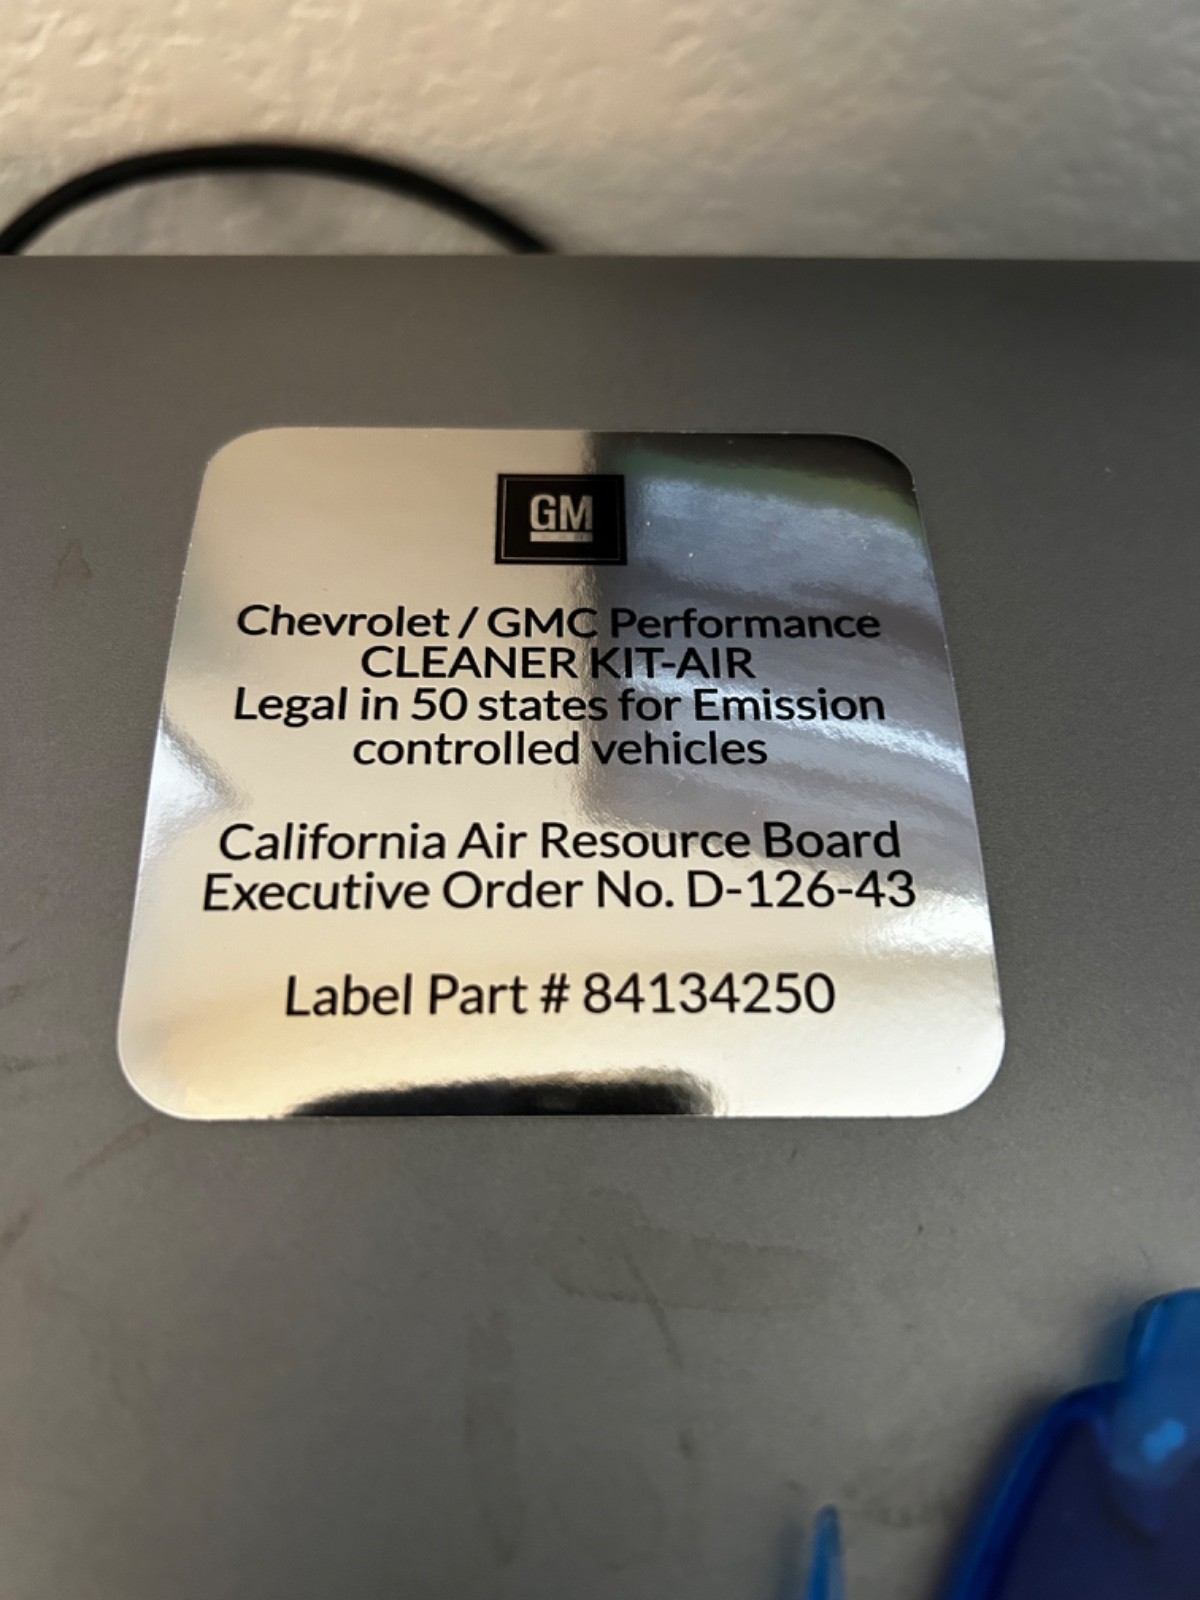 GM
Chevrolet / GMC Performance
CLEANER KIT-AIR
Legal in 50 states for Emission
controlled vehicles
California Air Resource Board
Executive Order No. D-126-43
Label Part # 84134250